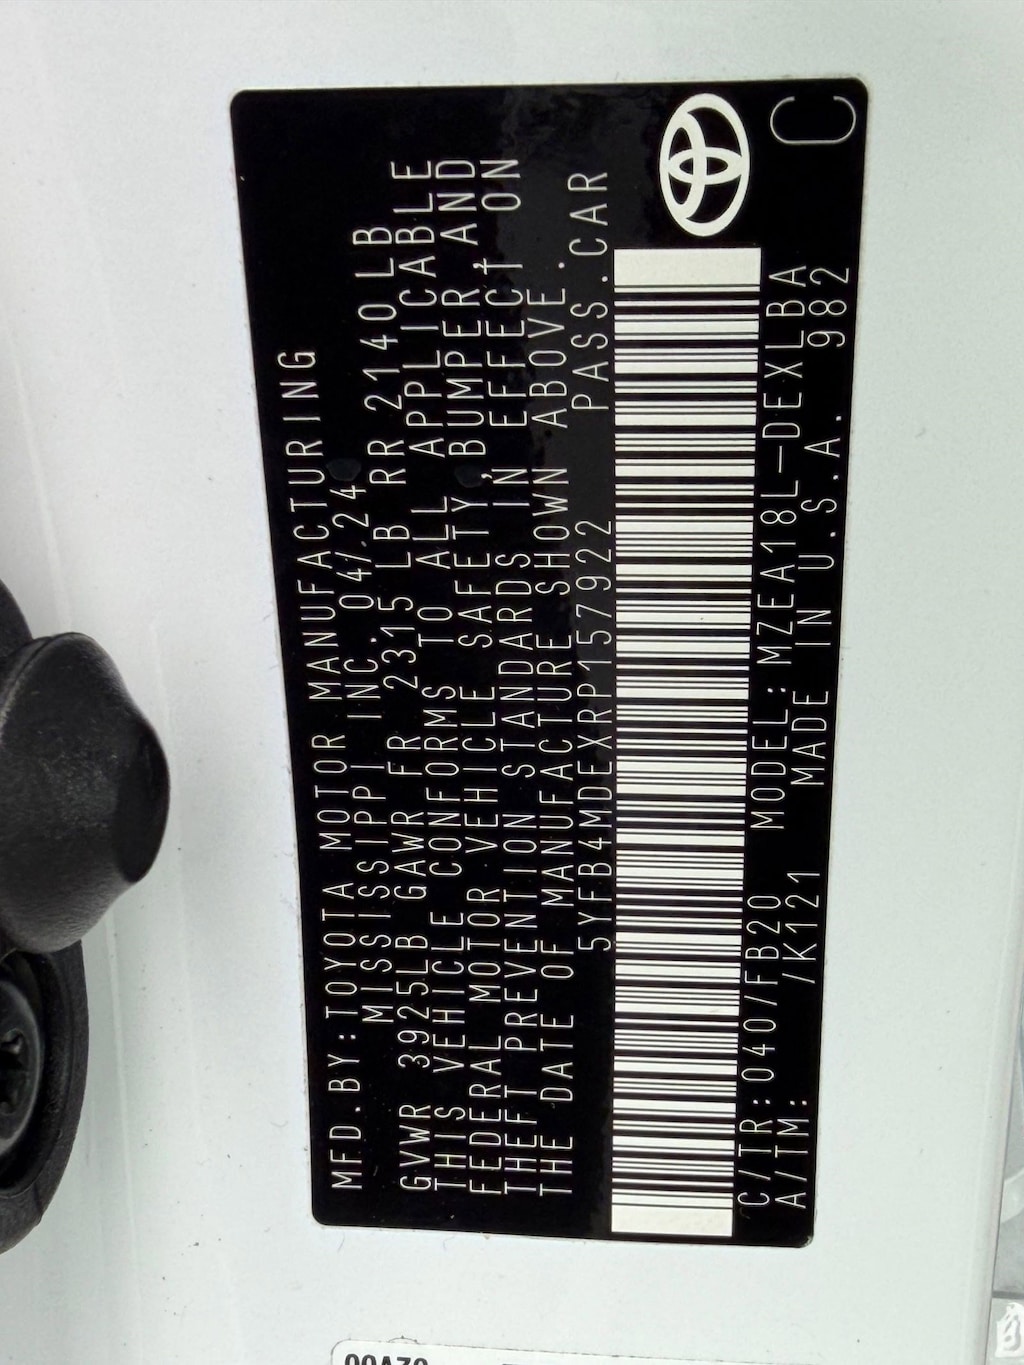 MFD.BY:TOYOTA MOTOR MANUFACTURING
MISSISSIPPI INC. 04/24
GVWR 3925LB GAWR FR 2315 LB RR 2140LB
THIS VEHICLE CONFORMS TO ALL APPLICABLE
FEDERAL MOTOR VEHICLE SAFETY,BUMPER,AND
THEFT PREVENTION STANDARDS IN EFFECT ON
THE DATE OF MANUFACTURE SHOWN ABOVE.
5YFB4MDEXRP157922 PASS.CAR
C/TR:040/FB20 MODEL:MZEA18L-DEXLBA
A/TM: /K121 MADE IN U.S.A. 982
C